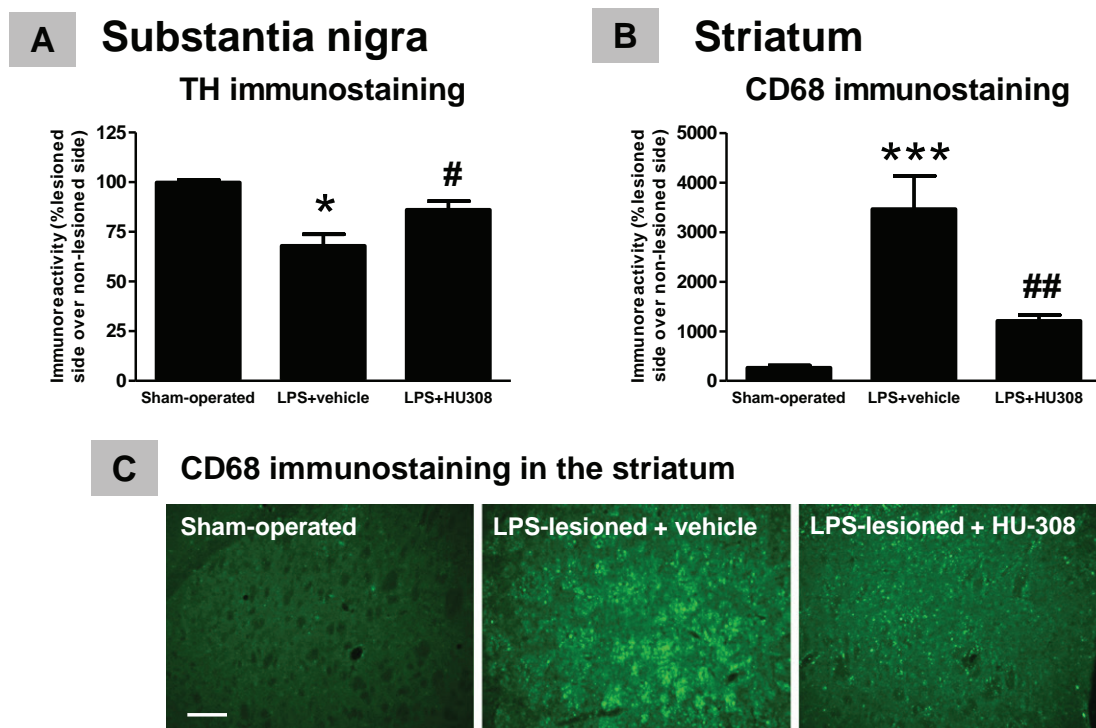 A Substantia nigra
TH immunostaining
Immunoreactivity (%lesioned
side over non-lesioned side)
125
100
75
50
25
0
*
#
Sham-operated LPS+vehicle LPS+HU308
B Striatum
CD68 immunostaining
Immunoreactivity (%lesioned
side over non-lesioned side)
5000
4000
3000
2000
1000
0
***
##
Sham-operated LPS+vehicle LPS+HU308
C CD68 immunostaining in the striatum
Sham-operated
LPS-lesioned + vehicle
LPS-lesioned + HU-308